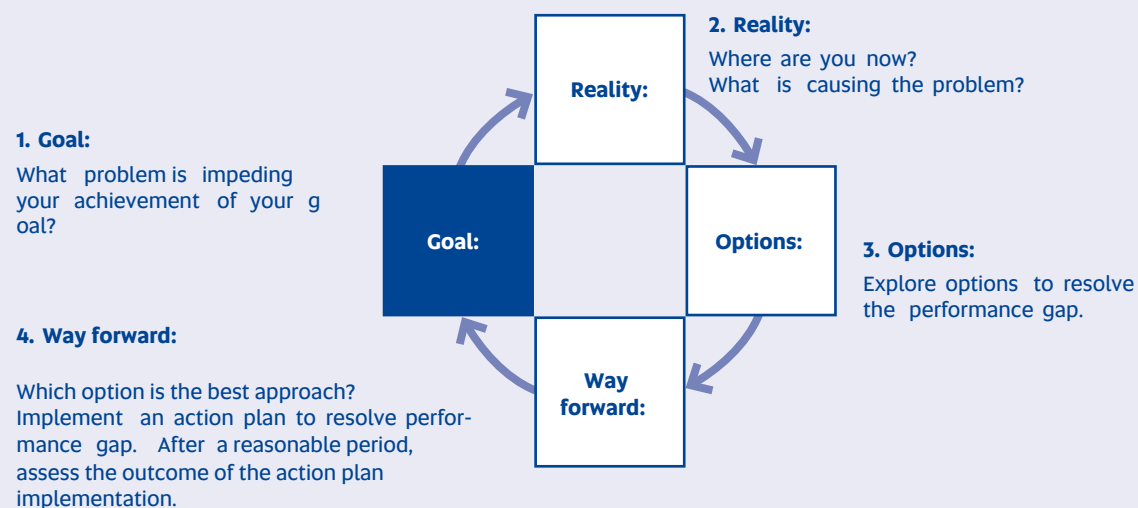 1. Goal:
What problem is impeding
your achievement of your g
oal?
2. Reality:
Where are you now?
What is causing the problem?
3. Options:
Explore options to resolve
the performance gap.
4. Way forward:
Which option is the best approach?
Implement an action plan to resolve perfor-
mance gap. After a reasonable period,
assess the outcome of the action plan
implementation.
Reality:
Goal:
Options:
Way
forward: